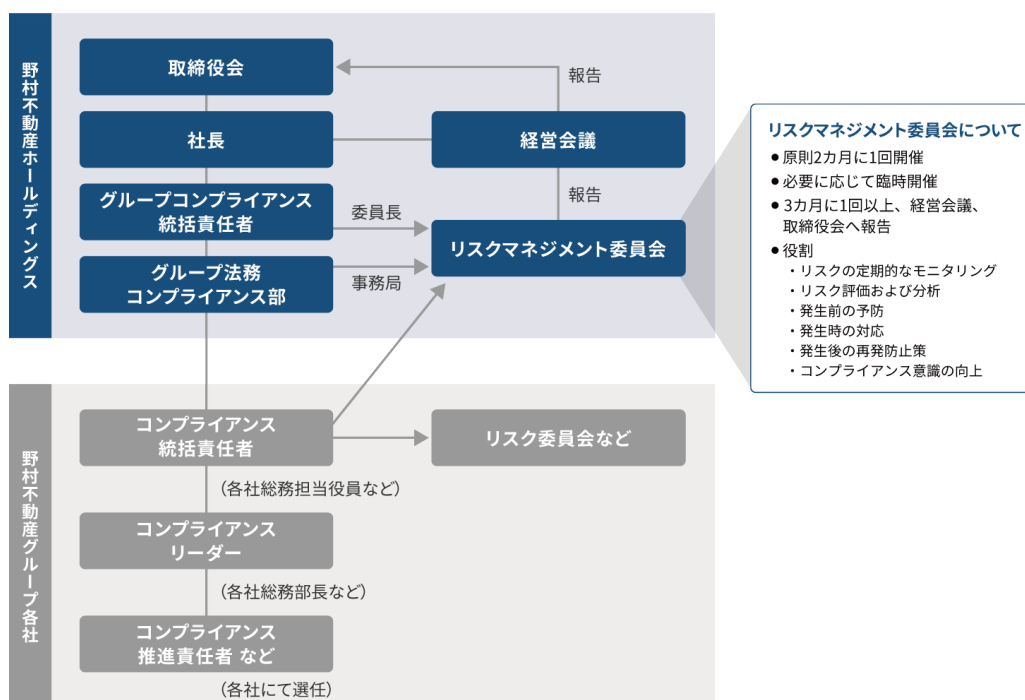 野村不動産ホールディングス
取締役会
報告
社長
経営会議
グループコンプライアンス
統括責任者
委員長
報告
リスクマネジメント委員会
グループ法務
コンプライアンス部
事務局
リスクマネジメント委員会について
● 原則2カ月に1回開催
● 必要に応じて臨時開催
● 3カ月に1回以上、経営会議、
取締役会へ報告
● 役割
・リスクの定期的なモニタリング
・リスク評価および分析
・発生前の予防
・発生時の対応
・発生後の再発防止策
・コンプライアンス意識の向上
野村不動産グループ各社
コンプライアンス
統括責任者
リスク委員会など
（各社総務担当役員など）
コンプライアンス
リーダー
（各社総務部長など）
コンプライアンス
推進責任者 など
（各社にて選任）